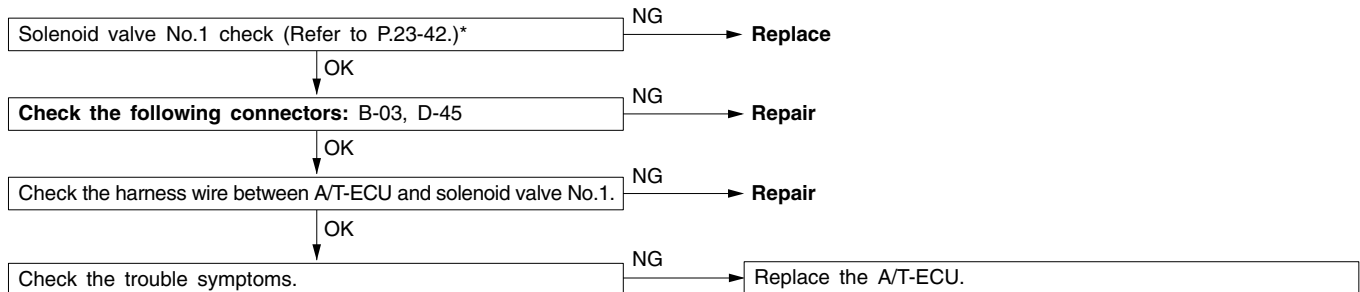 Solenoid valve No.1 check (Refer to P.23-42.)*
NG
Replace
OK
Check the following connectors: B-03, D-45
NG
Repair
OK
Check the harness wire between A/T-ECU and solenoid valve No.1.
NG
Repair
OK
Check the trouble symptoms.
NG
Replace the A/T-ECU.